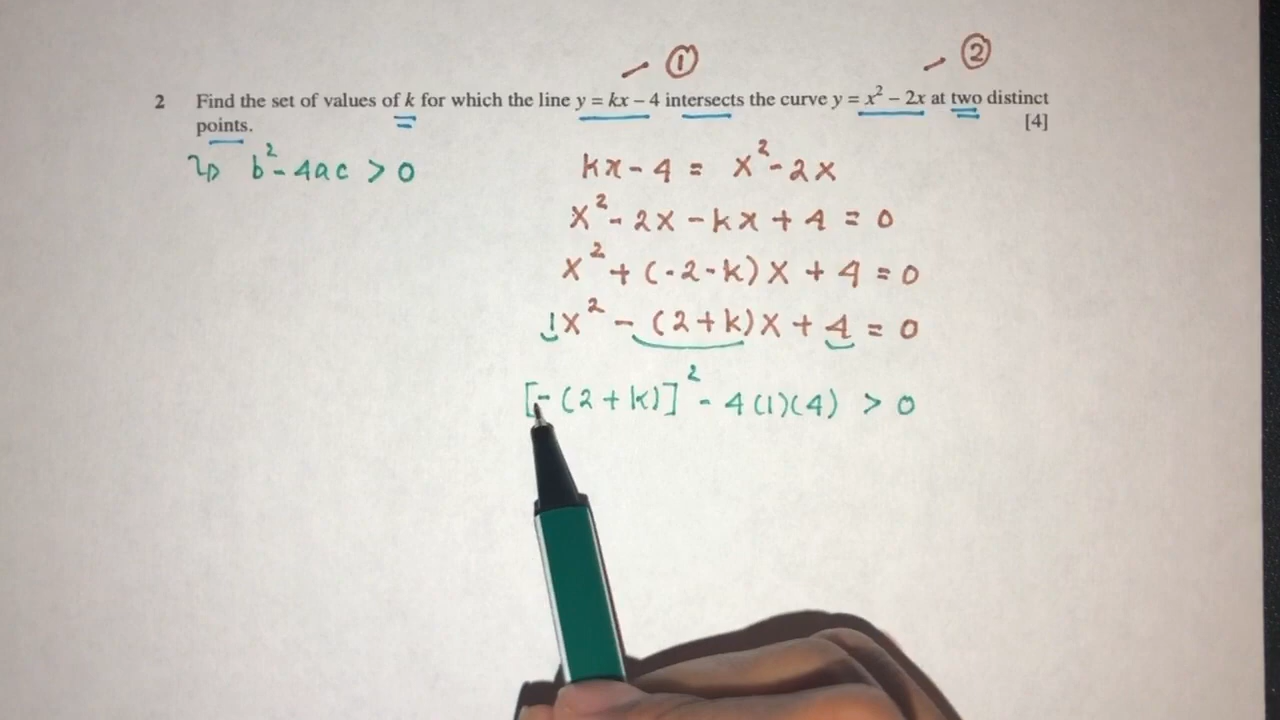 – ① – ②
2 Find the set of values of k for which the line y = kx – 4 intersects the curve y = x² – 2x at two distinct
points. [4]
b² - 4ac > 0
kx - 4 = x² - 2x
x² - 2x - kx + 4 = 0
x² + (-2-k)x + 4 = 0
1x² - (2+k)x + 4 = 0
[-(2+k)]² - 4(1)(4) > 0